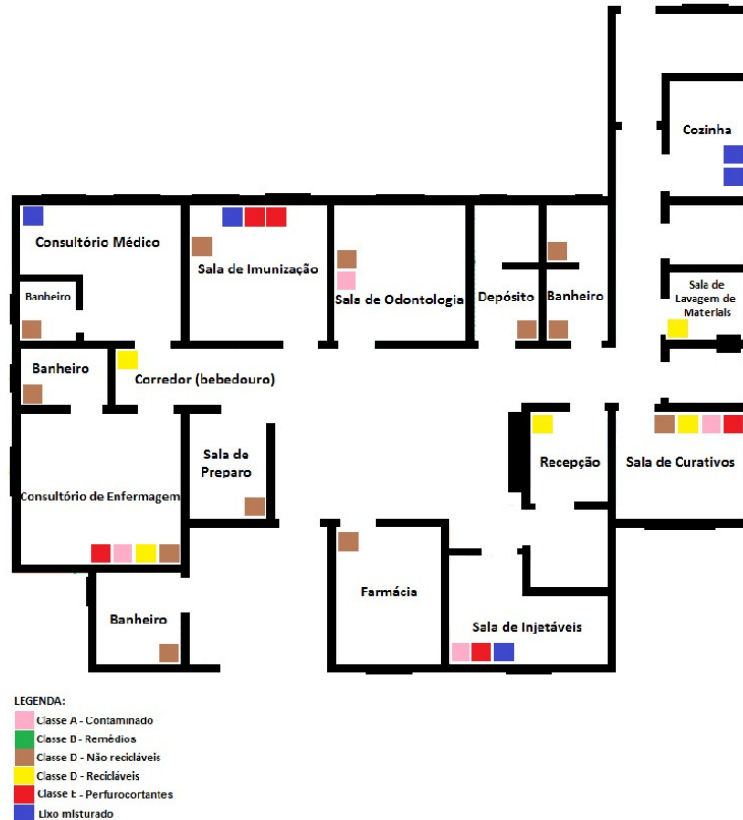 Cozinha
Consultório Médico
Sala de Imunização
Sala de Odontologia
Depósito
Banheiro
Banheiro
Sala de
Lavagem de
Materiais
Banheiro
Corredor (bebedouro)
Sala de
Preparo
Recepção
Sala de Curativos
Consultório de Enfermagem
Farmácia
Banheiro
Sala de Injetáveis
LEGENDA:
Classe A - Contaminado
Classe B - Remédios
Classe D - Não recicláveis
Classe D - Recicláveis
Classe E - Perfurocortantes
Lixo misturado